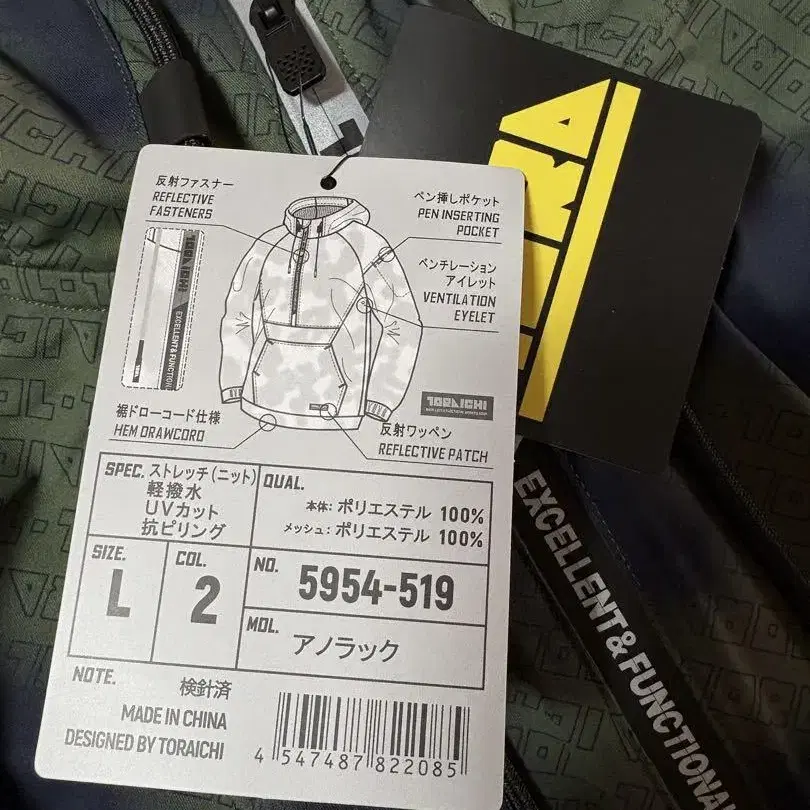 反射ファスナー
REFLECTIVE
FASTENERS
ペン挿しポケット
PEN INSERTING
POCKET
ベンチレーション
アイレット
VENTILATION
EYELET
TORAICHI
EXCELLENT&FUNCTION
TORAICHI
裾ドローコード仕様
HEM DRAWCORD
反射ワッペン
REFLECTIVE PATCH
SPEC. ストレッチ(ニット)
軽撥水
UVカット
抗ピリング
QUAL.
本体: ポリエステル 100%
メッシュ: ポリエステル 100%
SIZE.
L
COL.
2
NO.
5954-519
MDL.
アノラック
NOTE.
検針済
MADE IN CHINA
DESIGNED BY TORAICHI
4 547487 822085
EXCELLENT&FUNCTIONA